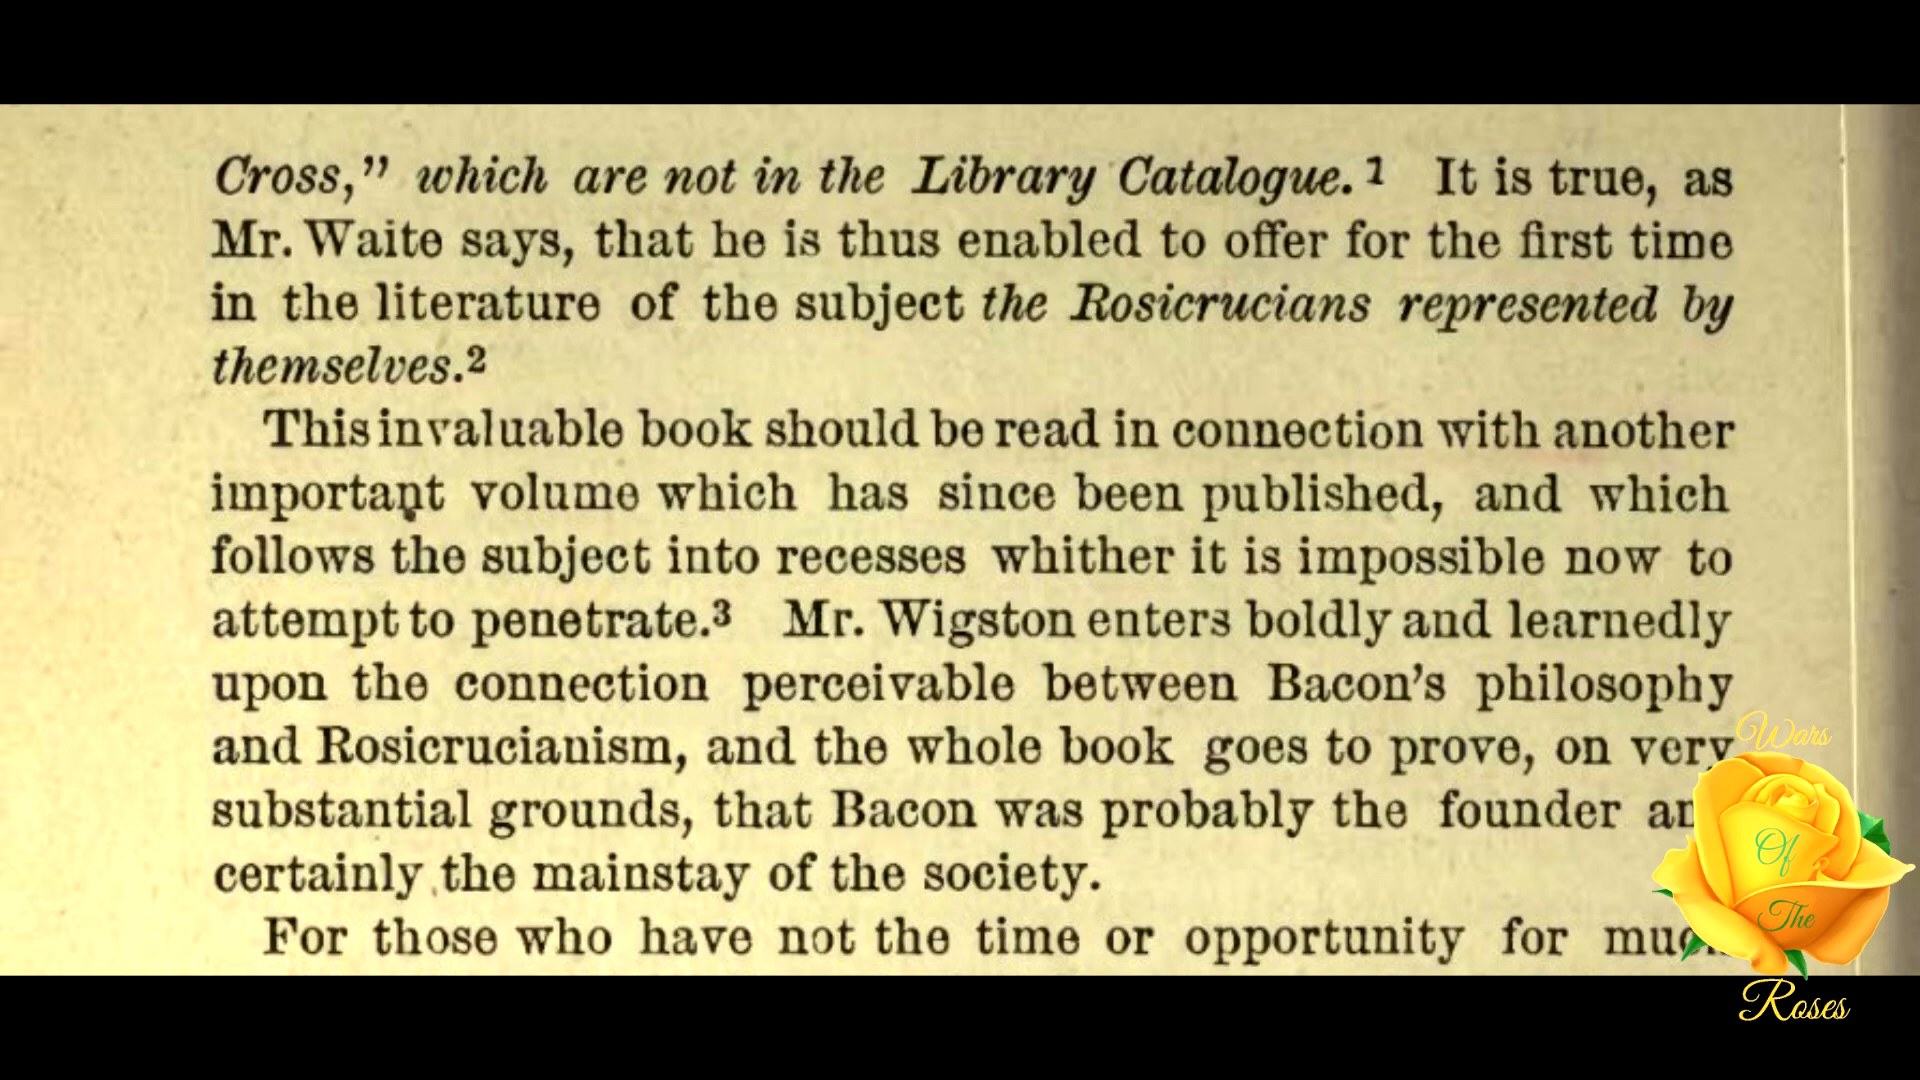 Cross," which are not in the Library Catalogue.1 It is true, as
Mr. Waite says, that he is thus enabled to offer for the first time
in the literature of the subject the Rosicrucians represented by
themselves.2
This invaluable book should be read in connection with another
important volume which has since been published, and which
follows the subject into recesses whither it is impossible now to
attempt to penetrate.3 Mr. Wigston enters boldly and learnedly
upon the connection perceivable between Bacon's philosophy
and Rosicrucianism, and the whole book goes to prove, on very
substantial grounds, that Bacon was probably the founder
certainly the mainstay of the society.
For those who have not the time or opportunity for
Wars
Of
The
Roses